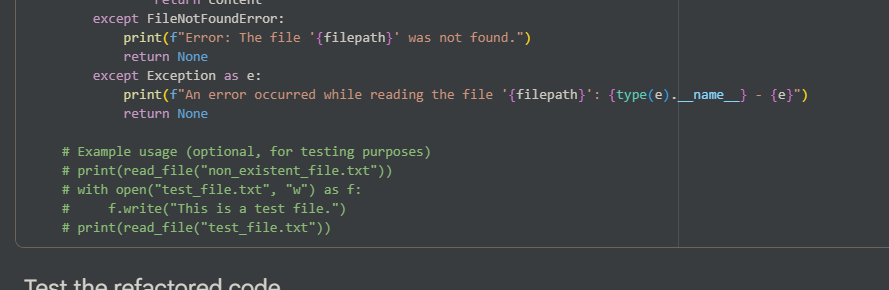 return content
except FileNotFoundError:
print(f"Error: The file '{filepath}' was not found.")
return None
except Exception as e:
print(f"An error occurred while reading the file '{filepath}': {type(e).__name__} - {e}")
return None
# Example usage (optional, for testing purposes)
# print(read_file("non_existent_file.txt"))
# with open("test_file.txt", "w") as f:
#     f.write("This is a test file.")
# print(read_file("test_file.txt"))
Test the refactored code